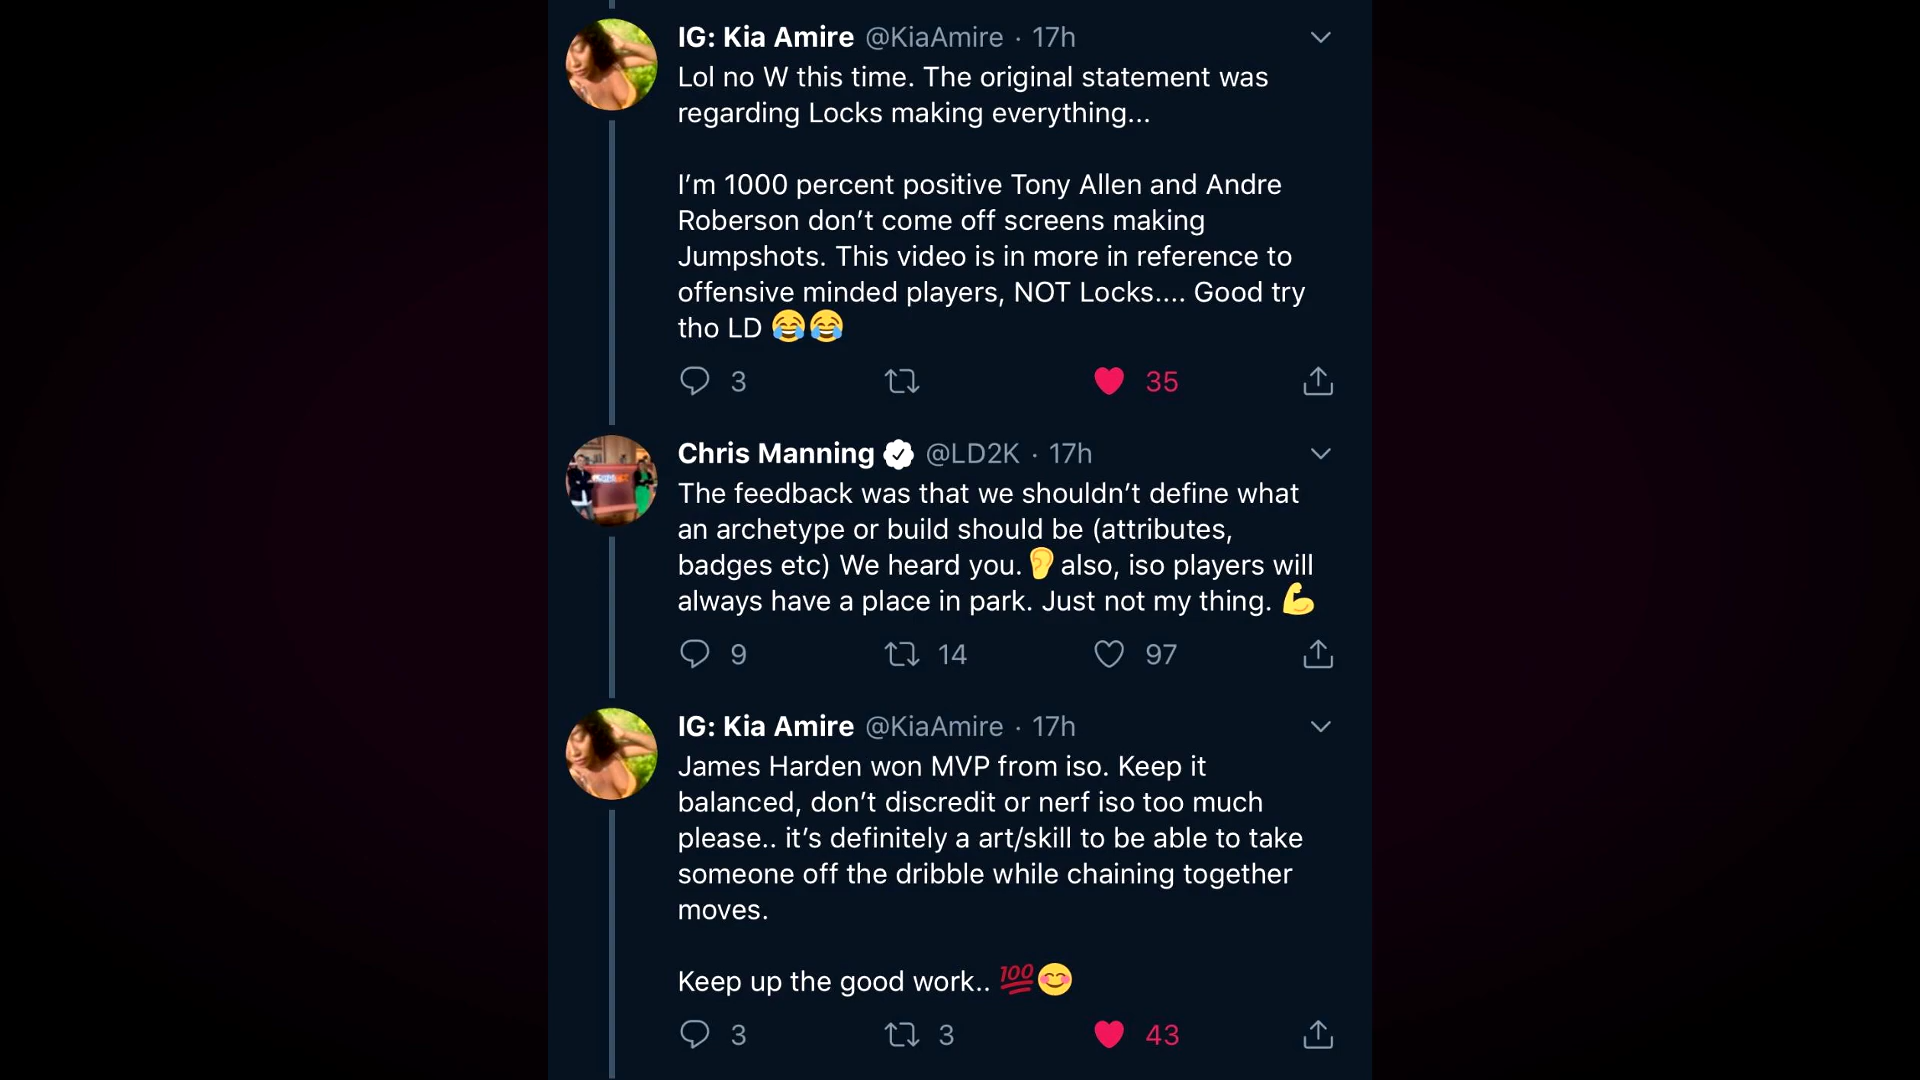 IG: Kia Amire @KiaAmire · 17h
Lol no W this time. The original statement was
regarding Locks making everything...
I’m 1000 percent positive Tony Allen and Andre
Roberson don’t come off screens making
Jumpshots. This video is in more in reference to
offensive minded players, NOT Locks.... Good try
tho LD 😂😂
3 35
Chris Manning @LD2K · 17h
The feedback was that we shouldn’t define what
an archetype or build should be (attributes,
badges etc) We heard you.👂also, iso players will
always have a place in park. Just not my thing. 💪
9 14 97
IG: Kia Amire @KiaAmire · 17h
James Harden won MVP from iso. Keep it
balanced, don’t discredit or nerf iso too much
please.. it’s definitely a art/skill to be able to take
someone off the dribble while chaining together
moves.
Keep up the good work.. 💯😊
3 3 43